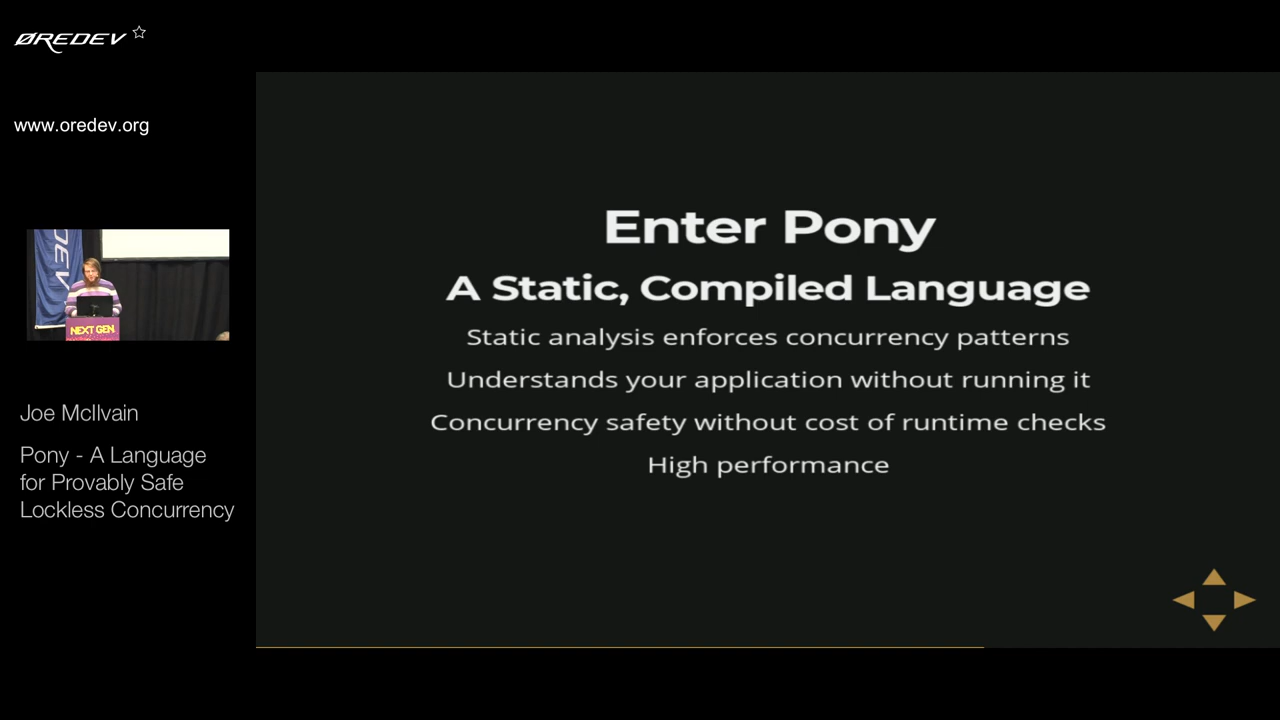 ØREDEV
www.oredev.org
DEV
NEXT GEN.
Joe McIlvain
Pony - A Language
for Provably Safe
Lockless Concurrency
Enter Pony
A Static, Compiled Language
Static analysis enforces concurrency patterns
Understands your application without running it
Concurrency safety without cost of runtime checks
High performance